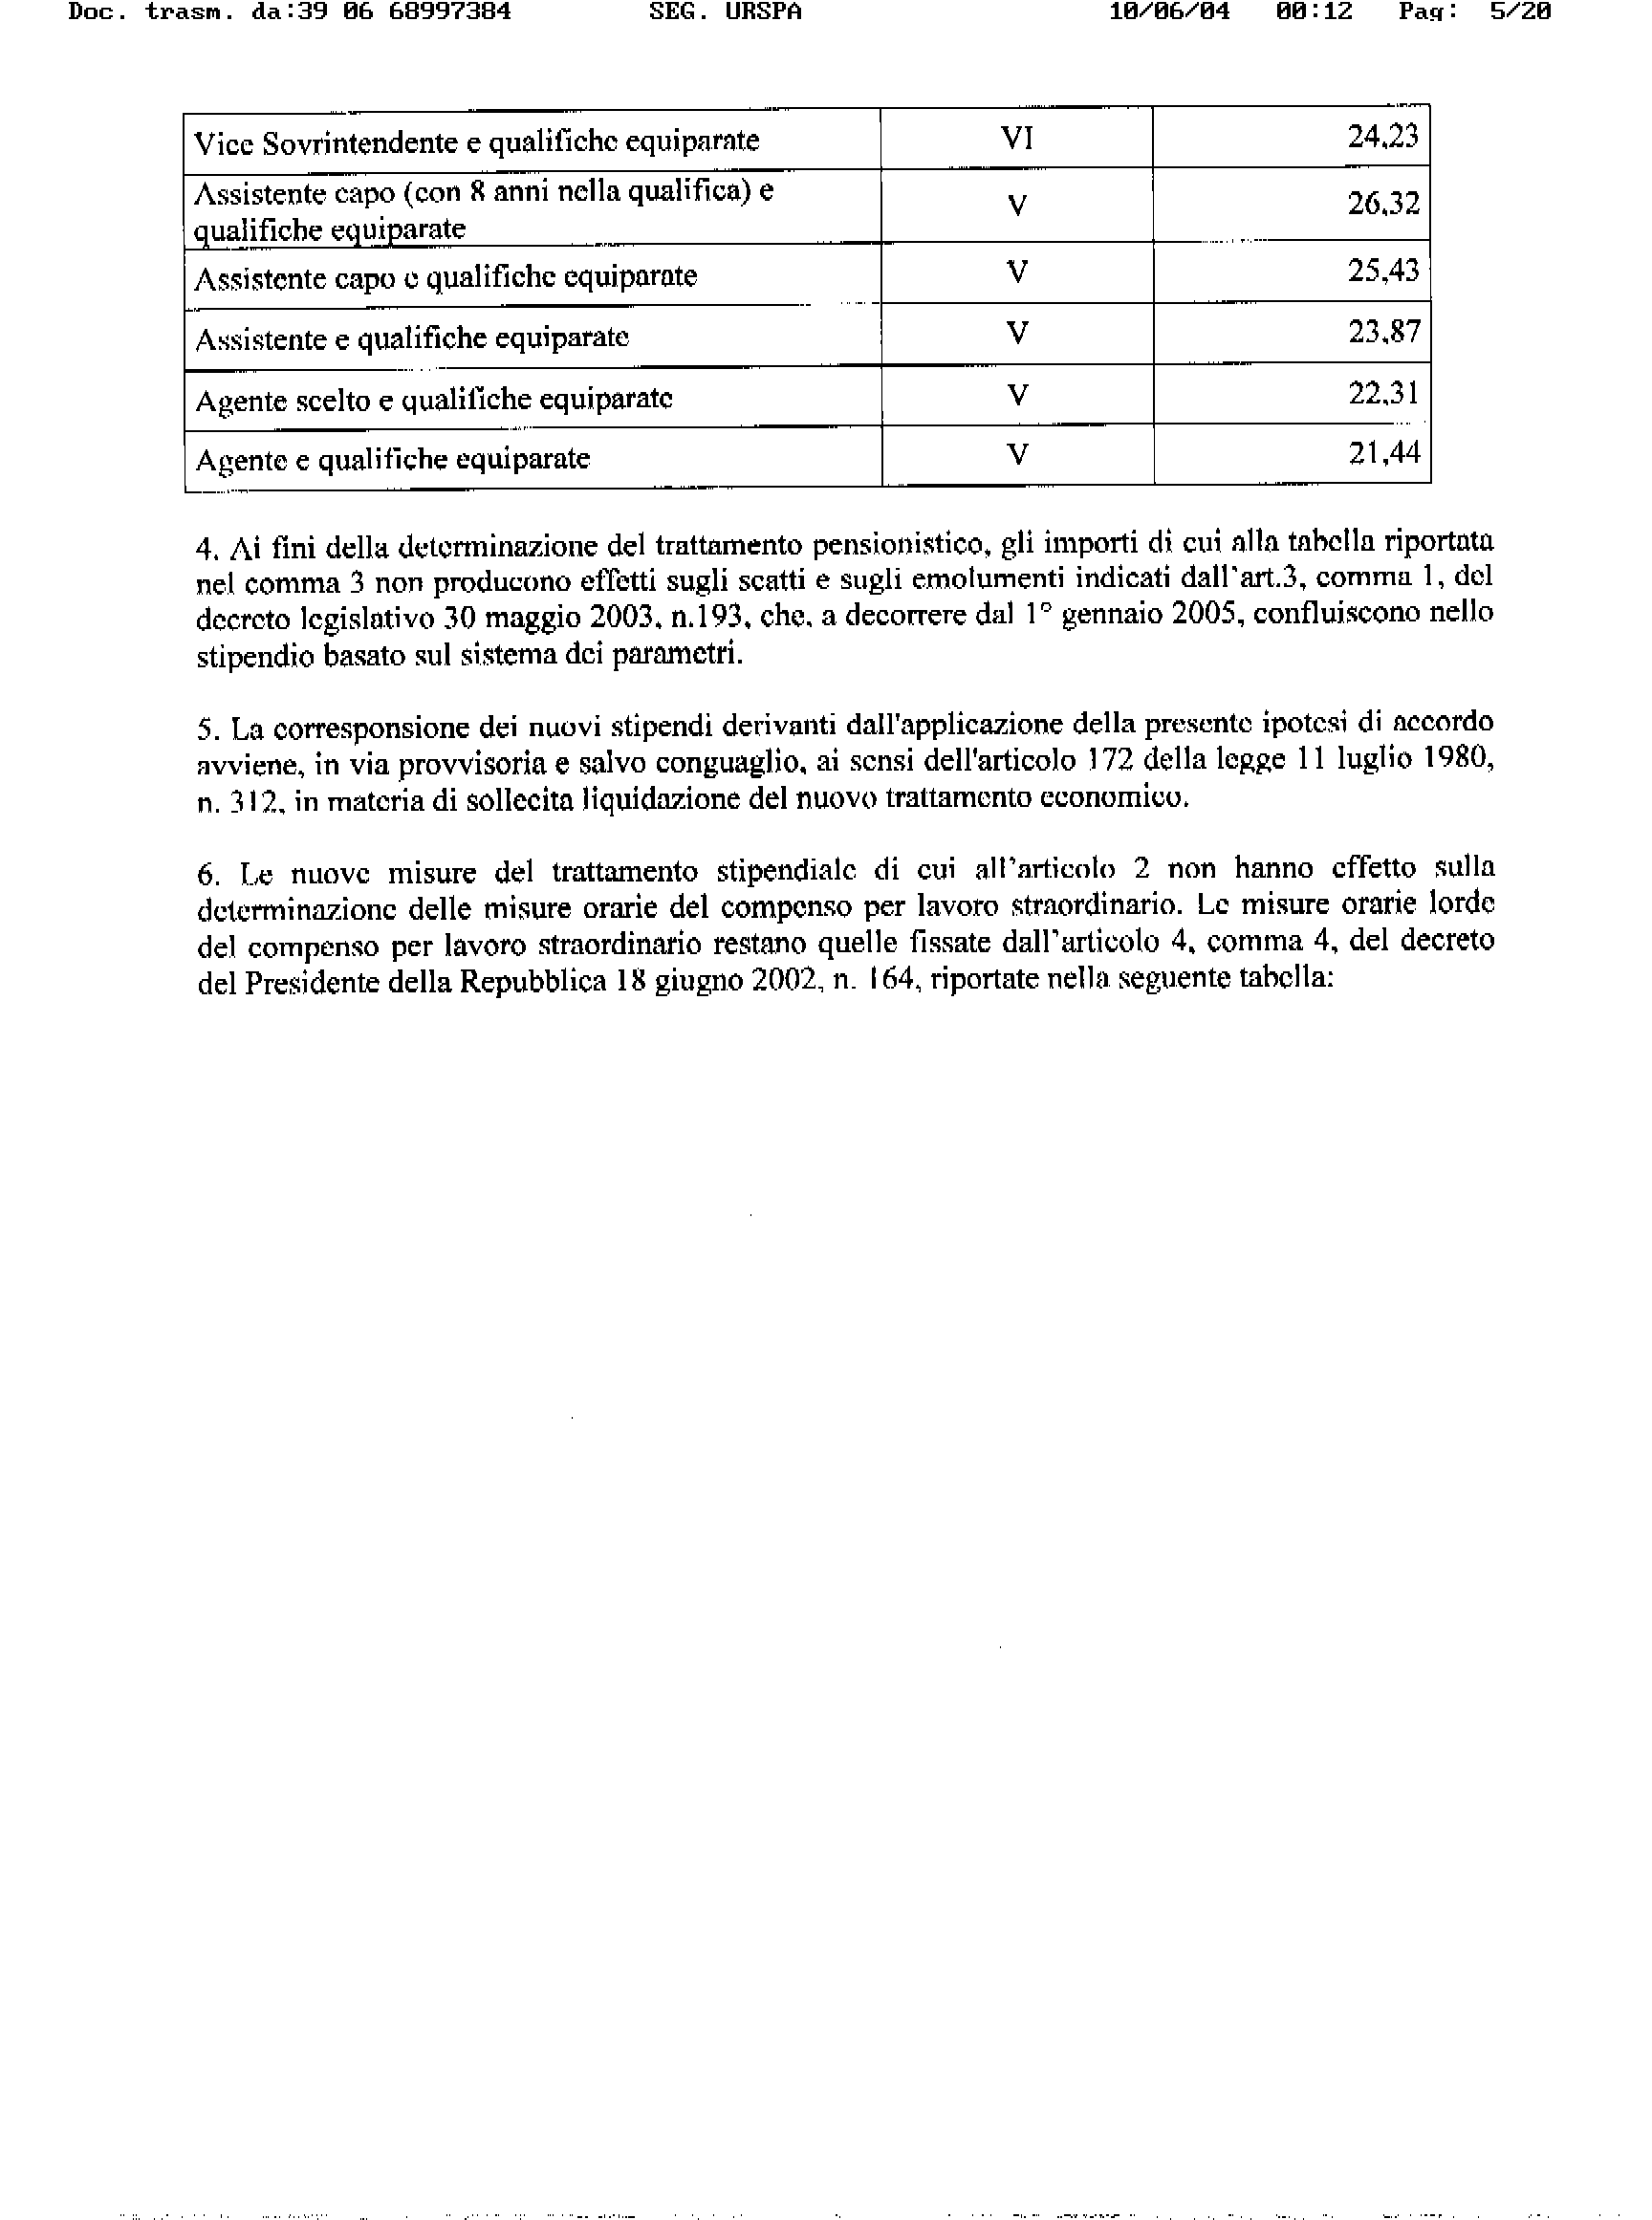 Doc. trasm. da:39 06 68997384 SEG. URSPA 10/06/04 00:12 Pag: 5/20
Vice Sovrintendente e qualifiche equiparate VI 24,23
Assistente capo (con 8 anni nella qualifica) e
qualifiche equiparate V 26,32
Assistente capo e qualifiche equiparate V 25,43
Assistente e qualifiche equiparate V 23,87
Agente scelto e qualifiche equiparate V 22,31
Agente e qualifiche equiparate V 21,44
4. Ai fini della determinazione del trattamento pensionistico, gli importi di cui alla tabella riportata
nel comma 3 non producono effetti sugli scatti e sugli emolumenti indicati dall'art.3, comma 1, del
decreto legislativo 30 maggio 2003, n.193, che, a decorrere dal 1° gennaio 2005, confluiscono nello
stipendio basato sul sistema dei parametri.
5. La corresponsione dei nuovi stipendi derivanti dall'applicazione della presente ipotesi di accordo
avviene, in via provvisoria e salvo conguaglio, ai sensi dell'articolo 172 della legge 11 luglio 1980,
n. 312, in materia di sollecita liquidazione del nuovo trattamento economico.
6. Le nuove misure del trattamento stipendiale di cui all'articolo 2 non hanno effetto sulla
determinazione delle misure orarie del compenso per lavoro straordinario. Le misure orarie lorde
del compenso per lavoro straordinario restano quelle fissate dall'articolo 4, comma 4, del decreto
del Presidente della Repubblica 18 giugno 2002, n. 164, riportate nella seguente tabella: